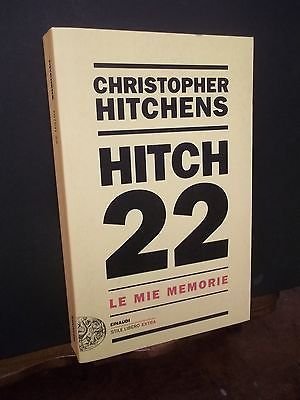 CHRISTOPHER
HITCHENS
HITCH
22
LE MIE MEMORIE
EINAUDI
STILE LIBERO EXTRA